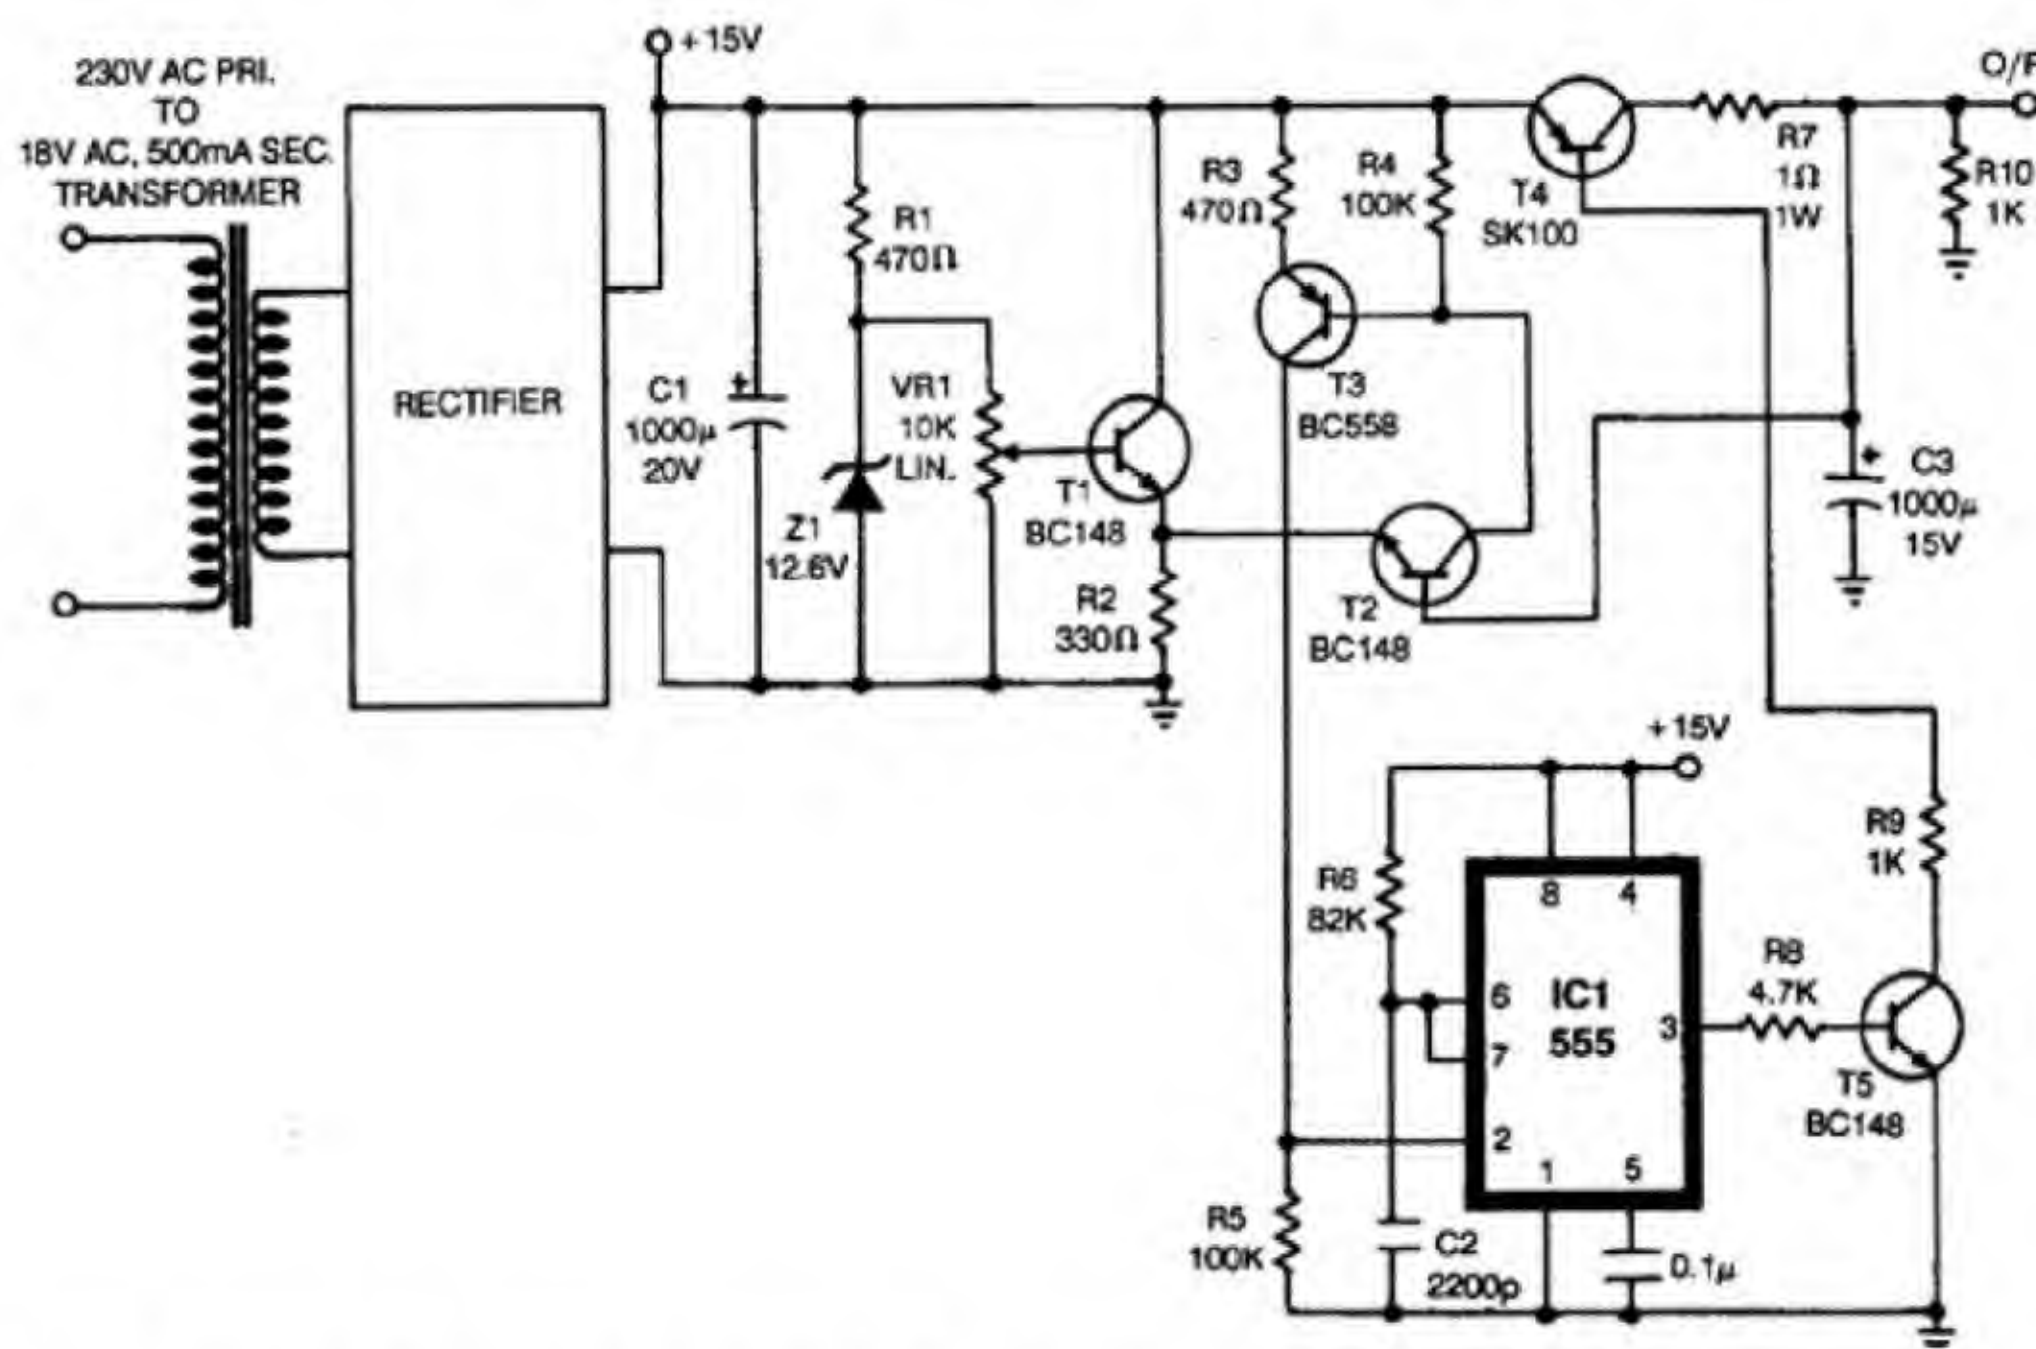 230V AC PRI.
TO
18V AC, 500mA SEC.
TRANSFORMER
RECTIFIER
+15V
C1
1000µ
20V
+
R1
470Ω
Z1
12.6V
VR1
10K
LIN.
T1
BC148
R2
330Ω
R3
470Ω
R4
100K
T3
BC558
T2
BC148
T4
SK100
R7
1Ω
1W
O/P
R10
1K
+
C3
1000µ
15V
+15V
R6
82K
8
4
6
7
2
1
5
3
IC1
555
R8
4.7K
R9
1K
T5
BC148
R5
100K
C2
2200p
0.1µ